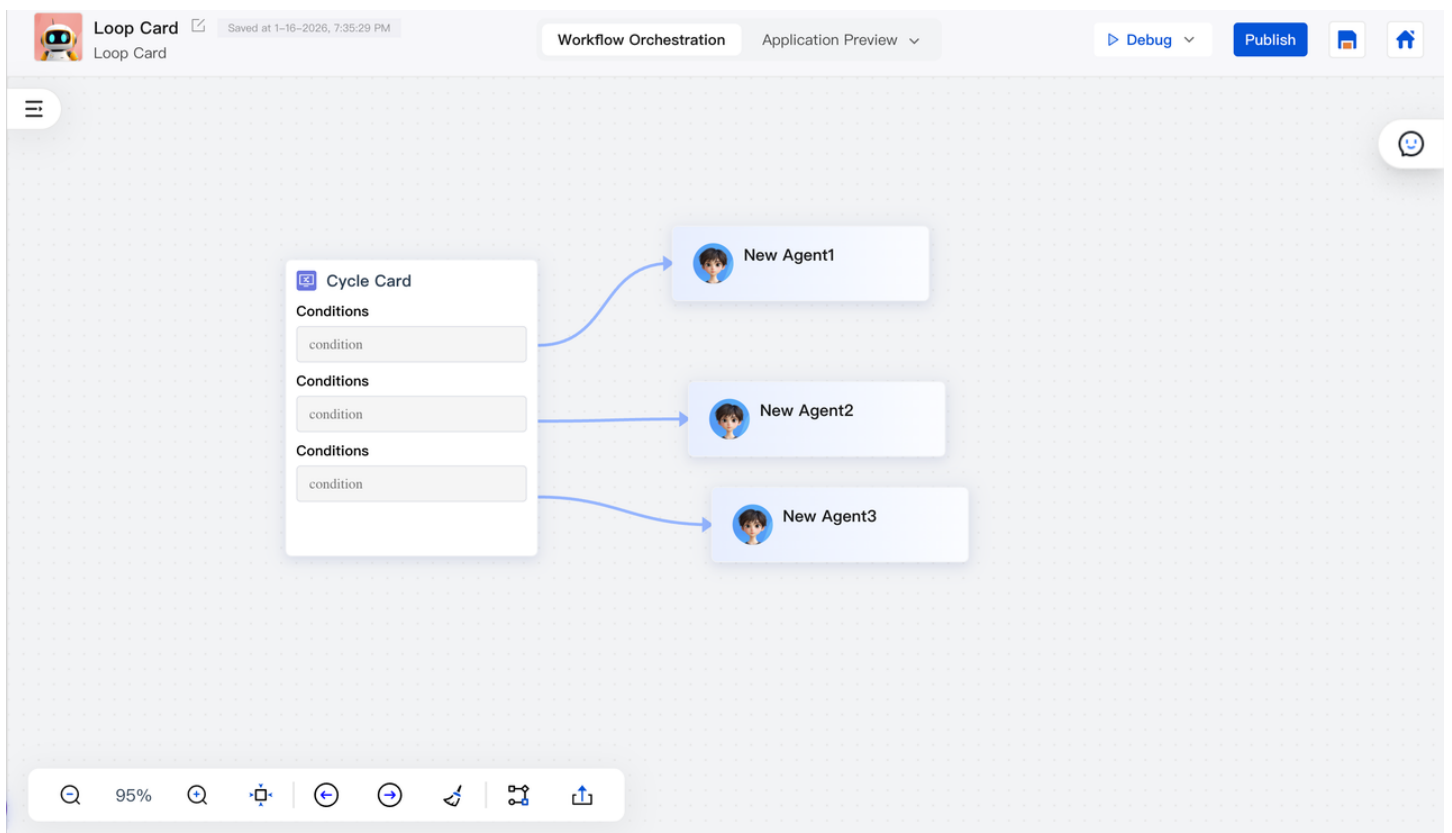 Loop Card
Saved at 1-16-2026, 7:35:29 PM
Loop Card
Workflow Orchestration
Application Preview
Debug
Publish
Cycle Card
Conditions
condition
Conditions
condition
Conditions
condition
New Agent1
New Agent2
New Agent3
95%